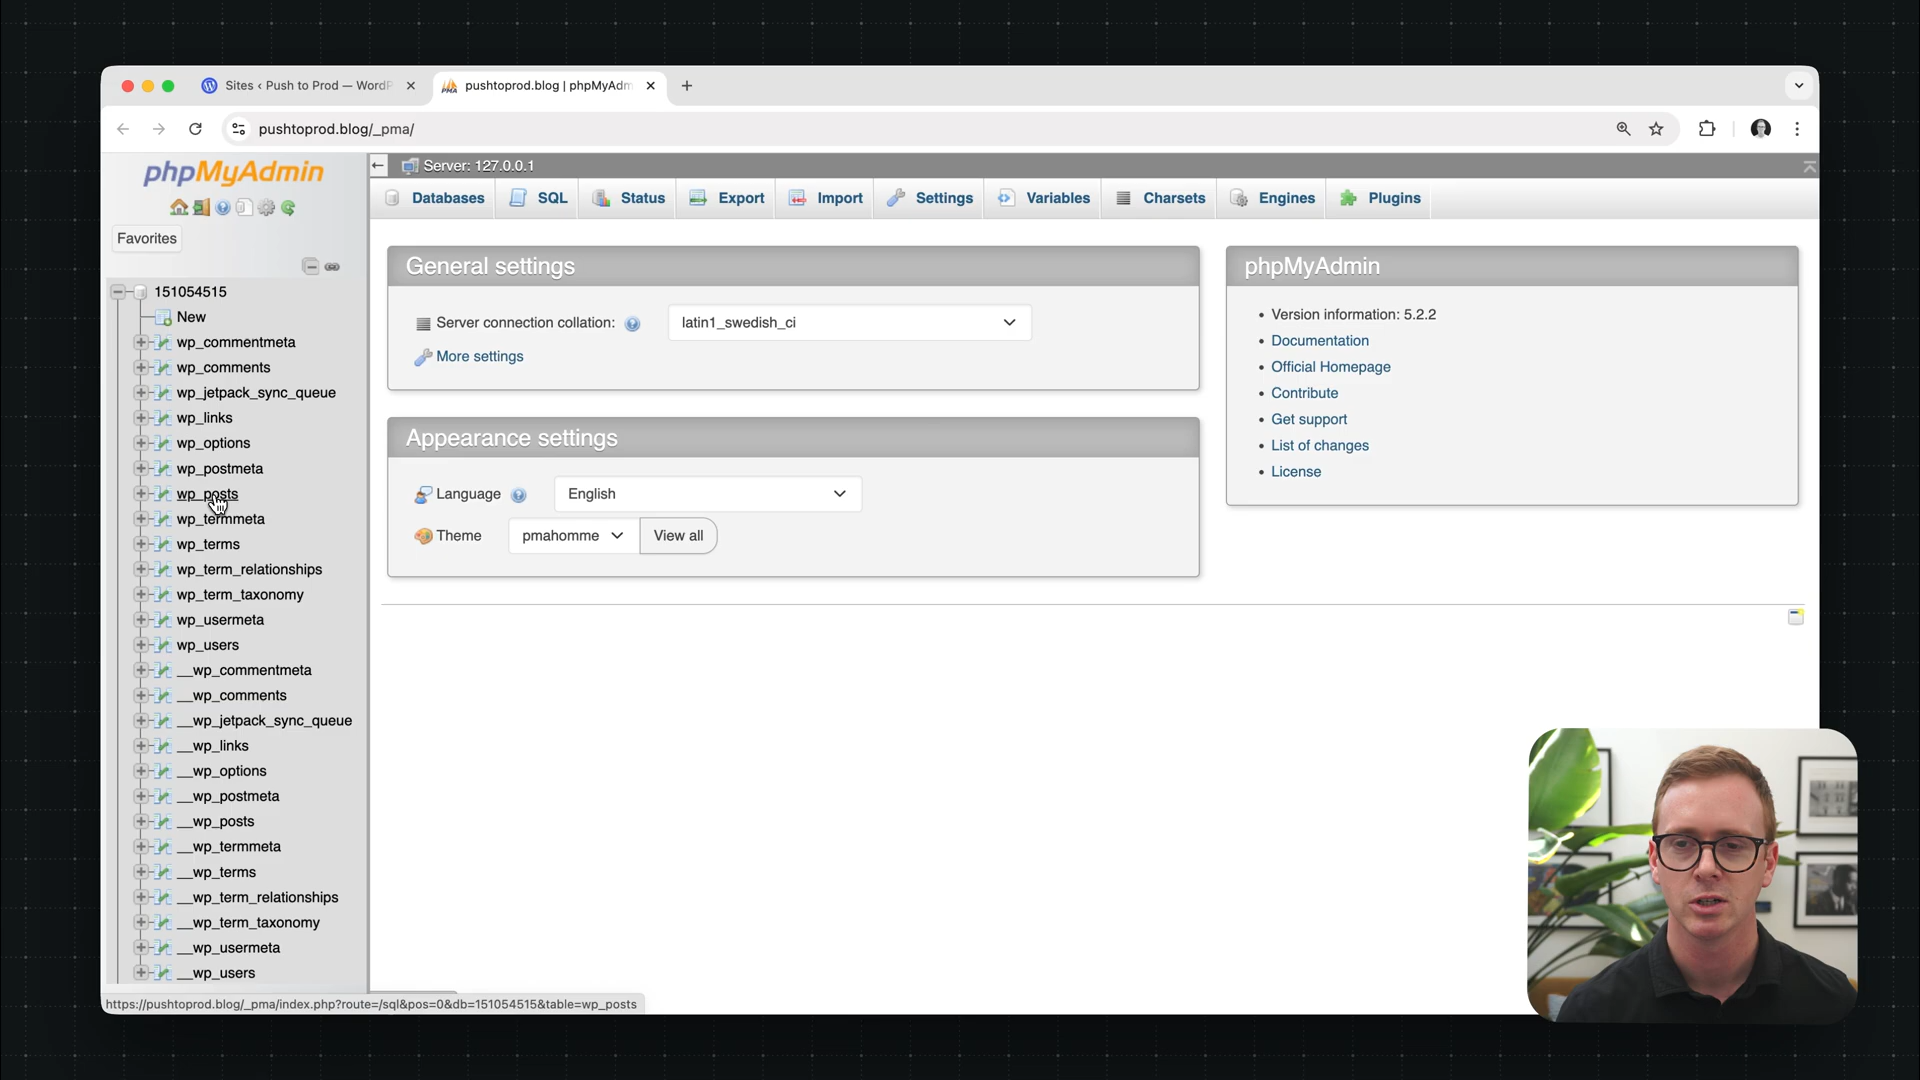 Sites ‹ Push to Prod — WordP
pushtoprod.blog | phpMyAdm
pushtoprod.blog/_pma/
phpMyAdmin
Favorites
151054515
New
wp_commentmeta
wp_comments
wp_jetpack_sync_queue
wp_links
wp_options
wp_postmeta
wp_posts
wp_termmeta
wp_terms
wp_term_relationships
wp_term_taxonomy
wp_usermeta
wp_users
__wp_commentmeta
__wp_comments
__wp_jetpack_sync_queue
__wp_links
__wp_options
__wp_postmeta
__wp_posts
__wp_termmeta
__wp_terms
__wp_term_relationships
__wp_term_taxonomy
__wp_usermeta
__wp_users
Server: 127.0.0.1
Databases SQL Status Export Import Settings Variables Charsets Engines Plugins
General settings
Server connection collation: latin1_swedish_ci
More settings
Appearance settings
Language English
Theme pmahomme View all
phpMyAdmin
• Version information: 5.2.2
• Documentation
• Official Homepage
• Contribute
• Get support
• List of changes
• License
https://pushtoprod.blog/_pma/index.php?route=/sql&pos=0&db=151054515&table=wp_posts